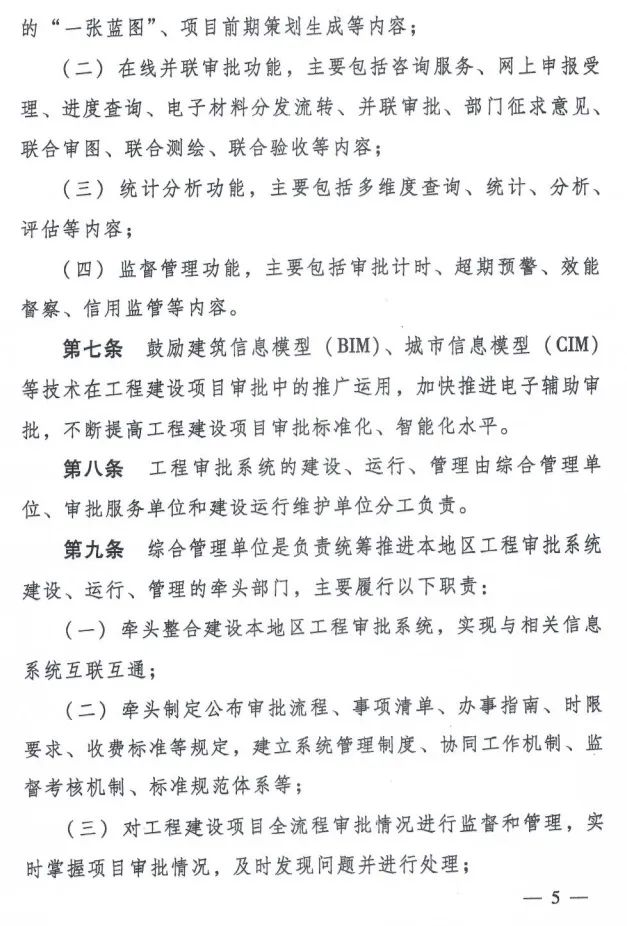 的“一张蓝图”、项目前期策划生成等内容；
（二）在线并联审批功能，主要包括咨询服务、网上申报受
理、进度查询、电子材料分发流转、并联审批、部门征求意见、
联合审图、联合测绘、联合验收等内容；
（三）统计分析功能，主要包括多维度查询、统计、分析、
评估等内容；
（四）监督管理功能，主要包括审批计时、超期预警、效能
督察、信用监管等内容。
第七条 鼓励建筑信息模型（BIM）、城市信息模型（CIM）
等技术在工程建设项目审批中的推广运用，加快推进电子辅助审
批，不断提高工程建设项目审批标准化、智能化水平。
第八条 工程审批系统的建设、运行、管理由综合管理单
位、审批服务单位和建设运行维护单位分工负责。
第九条 综合管理单位是负责统筹推进本地区工程审批系统
建设、运行、管理的牵头部门，主要履行以下职责：
（一）牵头整合建设本地区工程审批系统，实现与相关信息
系统互联互通；
（二）牵头制定公布审批流程、事项清单、办事指南、时限
要求、收费标准等规定，建立系统管理制度、协同工作机制、监
督考核机制、标准规范体系等；
（三）对工程建设项目全流程审批情况进行监督和管理，实
时掌握项目审批情况，及时发现问题并进行处理；
— 5 —